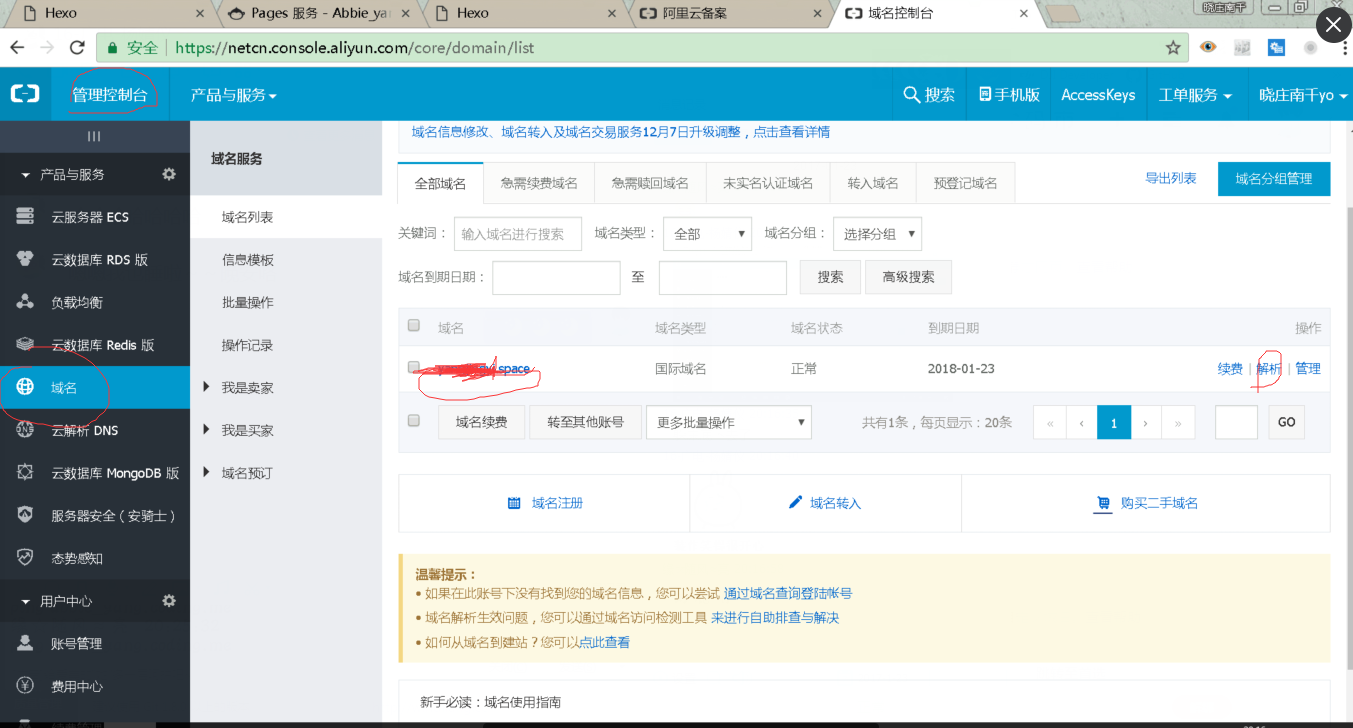 Hexo
Pages 服务 - Abbie_ya
Hexo
阿里云备案
域名控制台
晓庄南千
安全 https://netcn.console.aliyun.com/core/domain/list
管理控制台 产品与服务 搜索 手机版 AccessKeys 工单服务 晓庄南千yo
产品与服务
云服务器 ECS
云数据库 RDS 版
负载均衡
云数据库 Redis 版
域名
云解析 DNS
云数据库 MongoDB 版
服务器安全（安骑士）
态势感知
用户中心
账号管理
费用中心
域名服务
域名列表
信息模板
批量操作
操作记录
我是卖家
我是买家
域名预订
域名信息修改、域名转入及域名交易服务12月7日升级调整，点击查看详情
全部域名 急需续费域名 急需赎回域名 未实名认证域名 转入域名 预登记域名 导出列表 域名分组管理
关键词： 输入域名进行搜索 域名类型： 全部 域名分组： 选择分组
域名到期日期： 至 搜索 高级搜索
域名 域名类型 域名状态 到期日期 操作
.space 国际域名 正常 2018-01-23 续费 | 解析 | 管理
域名续费 转至其他账号 更多批量操作 共有1条，每页显示：20条 « ‹ 1 › » GO
域名注册 域名转入 购买二手域名
温馨提示：
• 如果在此账号下没有找到您的域名信息，您可以尝试 通过域名查询登陆帐号
• 域名解析生效问题，您可以通过域名访问检测工具 来进行自助排查与解决
• 如何从域名到建站？您可以点此查看
新手必读：域名使用指南